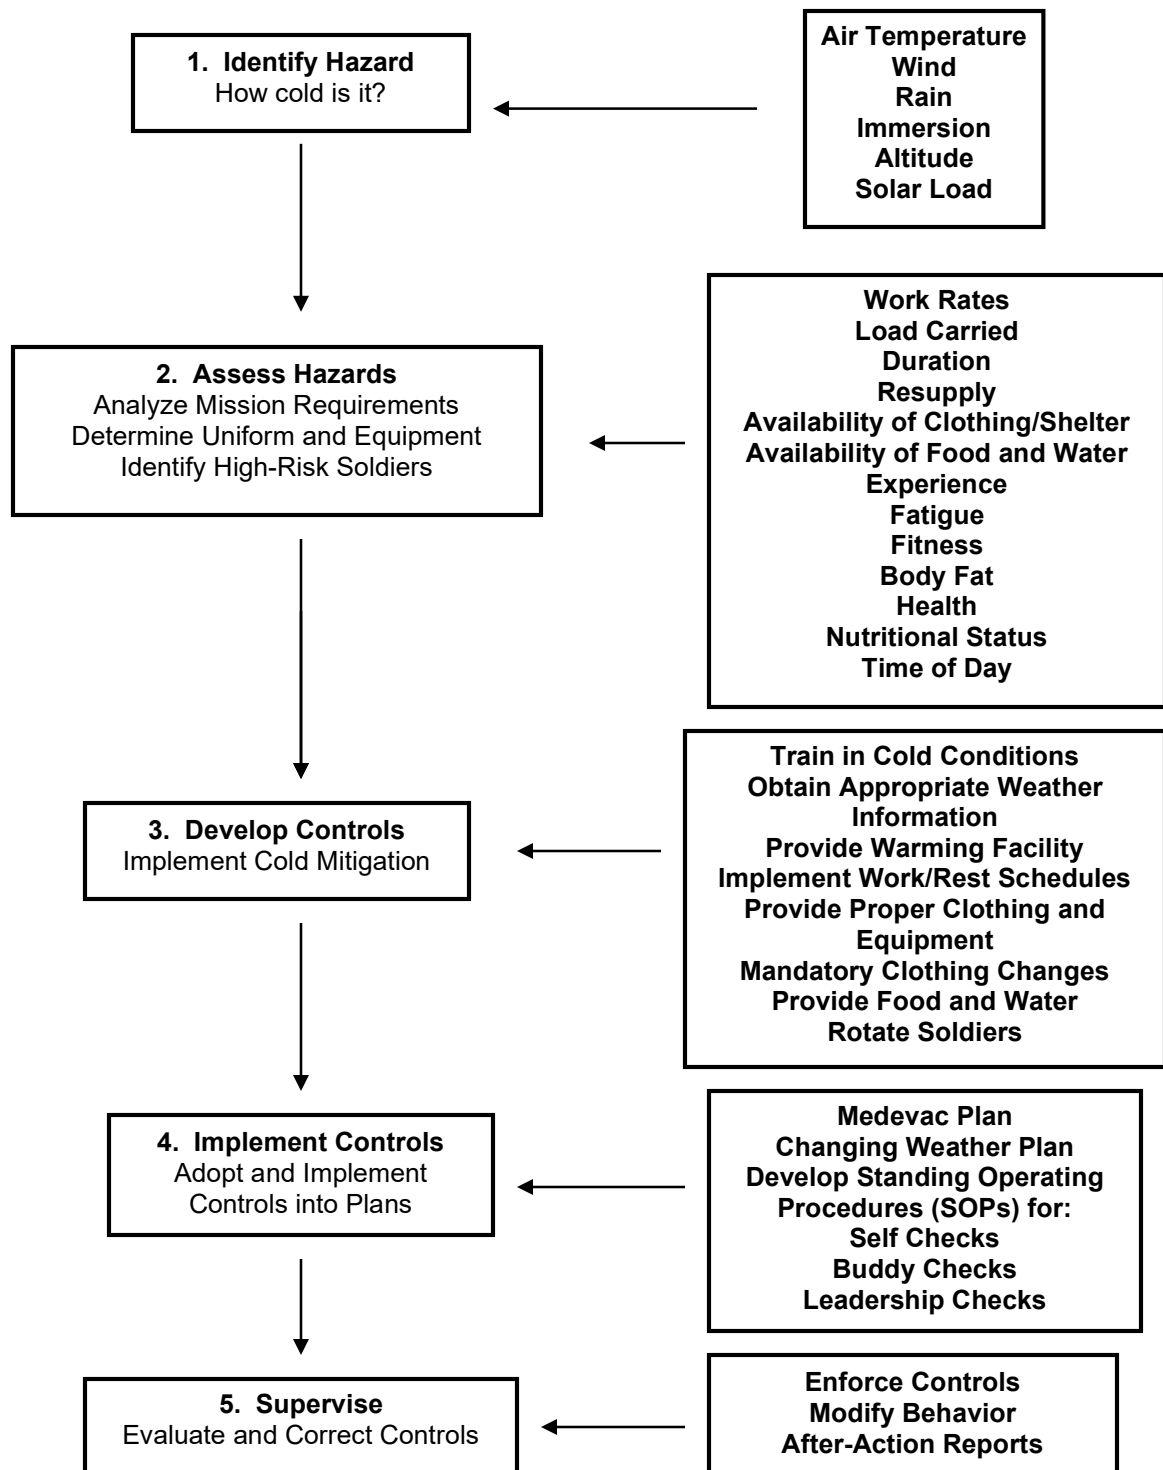 1. Identify Hazard
How cold is it?
Air Temperature
Wind
Rain
Immersion
Altitude
Solar Load
2. Assess Hazards
Analyze Mission Requirements
Determine Uniform and Equipment
Identify High-Risk Soldiers
Work Rates
Load Carried
Duration
Resupply
Availability of Clothing/Shelter
Availability of Food and Water
Experience
Fatigue
Fitness
Body Fat
Health
Nutritional Status
Time of Day
3. Develop Controls
Implement Cold Mitigation
Train in Cold Conditions
Obtain Appropriate Weather
Information
Provide Warming Facility
Implement Work/Rest Schedules
Provide Proper Clothing and
Equipment
Mandatory Clothing Changes
Provide Food and Water
Rotate Soldiers
4. Implement Controls
Adopt and Implement
Controls into Plans
Medevac Plan
Changing Weather Plan
Develop Standing Operating
Procedures (SOPs) for:
Self Checks
Buddy Checks
Leadership Checks
5. Supervise
Evaluate and Correct Controls
Enforce Controls
Modify Behavior
After-Action Reports